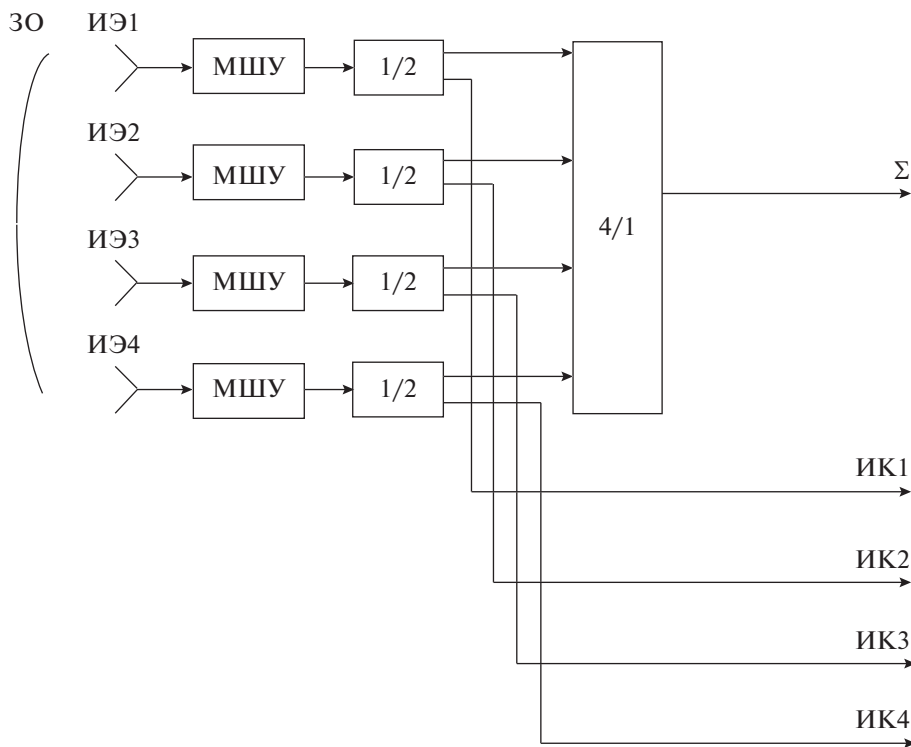 ЗО
ИЭ1
МШУ
1/2
ИЭ2
МШУ
1/2
Σ
ИЭ3
МШУ
1/2
4/1
ИЭ4
МШУ
1/2
ИК1
ИК2
ИК3
ИК4